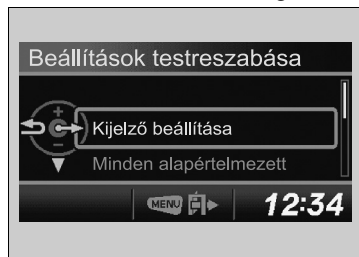 Beállítások testreszabása
Kijelző beállítása
Minden alapértelmezett
MENU
12:34